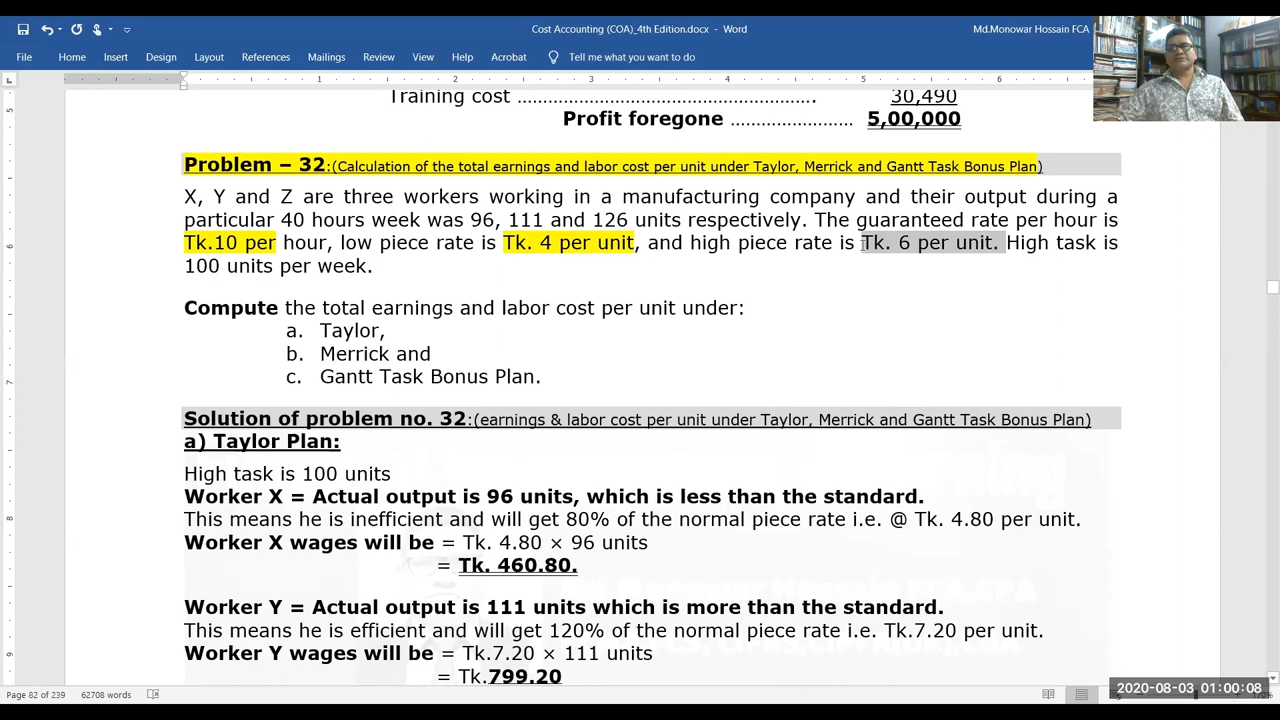 Cost Accounting (COA)_4th Edition.docx - Word
Md.Monowar Hossain FCA
File Home Insert Design Layout References Mailings Review View Help Acrobat Tell me what you want to do
1 2 3 4 5 6
Training cost ………………………………………………………. 30,490
Profit foregone …………………… 5,00,000
Problem – 32:(Calculation of the total earnings and labor cost per unit under Taylor, Merrick and Gantt Task Bonus Plan)
X, Y and Z are three workers working in a manufacturing company and their output during a
particular 40 hours week was 96, 111 and 126 units respectively. The guaranteed rate per hour is
Tk.10 per hour, low piece rate is Tk. 4 per unit, and high piece rate is Tk. 6 per unit. High task is
100 units per week.
Compute the total earnings and labor cost per unit under:
a. Taylor,
b. Merrick and
c. Gantt Task Bonus Plan.
Solution of problem no. 32:(earnings & labor cost per unit under Taylor, Merrick and Gantt Task Bonus Plan)
a) Taylor Plan:
High task is 100 units
Worker X = Actual output is 96 units, which is less than the standard.
This means he is inefficient and will get 80% of the normal piece rate i.e. @ Tk. 4.80 per unit.
Worker X wages will be = Tk. 4.80 × 96 units
= Tk. 460.80.
Worker Y = Actual output is 111 units which is more than the standard.
This means he is efficient and will get 120% of the normal piece rate i.e. Tk.7.20 per unit.
Worker Y wages will be = Tk.7.20 × 111 units
= Tk.799.20
5
6
7
8
9
Page 82 of 239 62708 words
2020-08-03 01:00:08